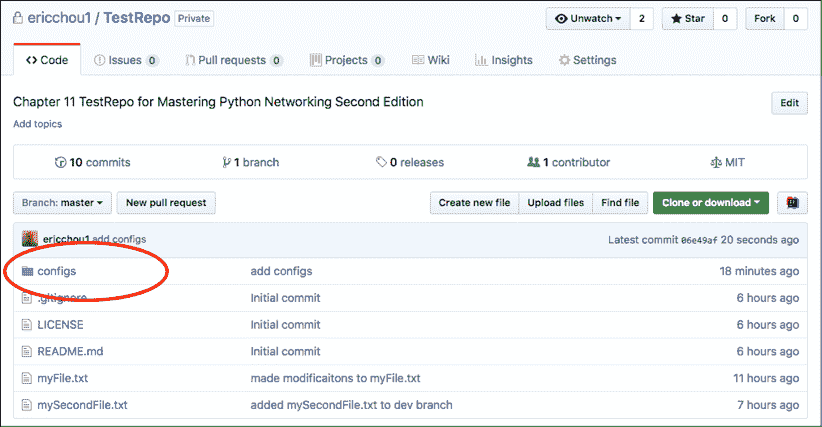 ericchou1 / TestRepo Private Unwatch 2 Star 0 Fork 0
Code Issues 0 Pull requests 0 Projects 0 Wiki Insights Settings
Chapter 11 TestRepo for Mastering Python Networking Second Edition Edit
Add topics
10 commits 1 branch 0 releases 1 contributor MIT
Branch: master New pull request Create new file Upload files Find file Clone or download
ericchou1 add configs Latest commit 06e49af 20 seconds ago
configs add configs 18 minutes ago
.gitignore Initial commit 6 hours ago
LICENSE Initial commit 6 hours ago
README.md Initial commit 6 hours ago
myFile.txt made modificaitons to myFile.txt 11 hours ago
mySecondFile.txt added mySecondFile.txt to dev branch 7 hours ago